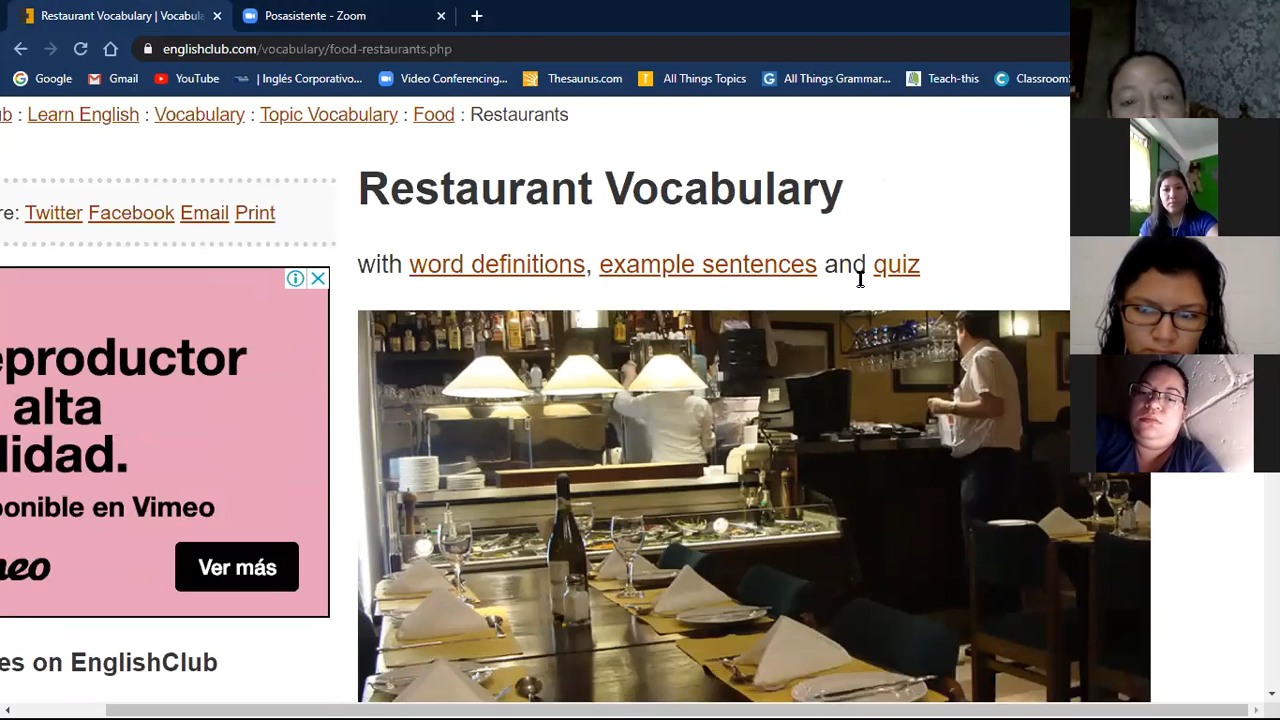 Restaurant Vocabulary | Vocabula
Posasistente - Zoom
englishclub.com/vocabulary/food-restaurants.php
Google
Gmail
YouTube
| Inglés Corporativo...
Video Conferencing...
Thesaurus.com
All Things Topics
All Things Grammar...
Teach-this
ClassroomS
b : Learn English : Vocabulary : Topic Vocabulary : Food : Restaurants
re: Twitter Facebook Email Print
Restaurant Vocabulary
with word definitions, example sentences and quiz
eproductor
alta
lidad.
ponible en Vimeo
neo
Ver más
es on EnglishClub